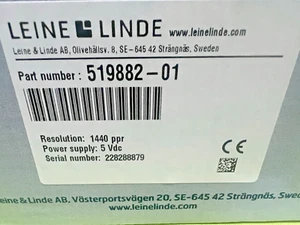 LEINE LINDE www.leinelinde.com
Leine & Linde AB, Olivehällsv. 8, SE-645 42 Strängnäs, Sweden
Part number : 519882-01
Resolution: 1440 ppr
Power supply: 5 Vdc
Serial number: 228288879
CE
eine & Linde AB, Västerportsvägen 20, SE-645 42 Strängnäs, Swede
www.leinelinde.com